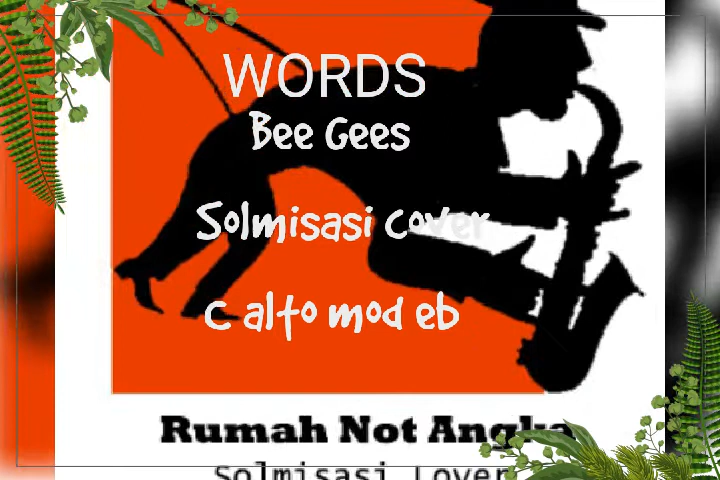 WORDS
Bee Gees
Solmisasi cover
c alto mod eb
Rumah Not Angka
Solmisasi Lover